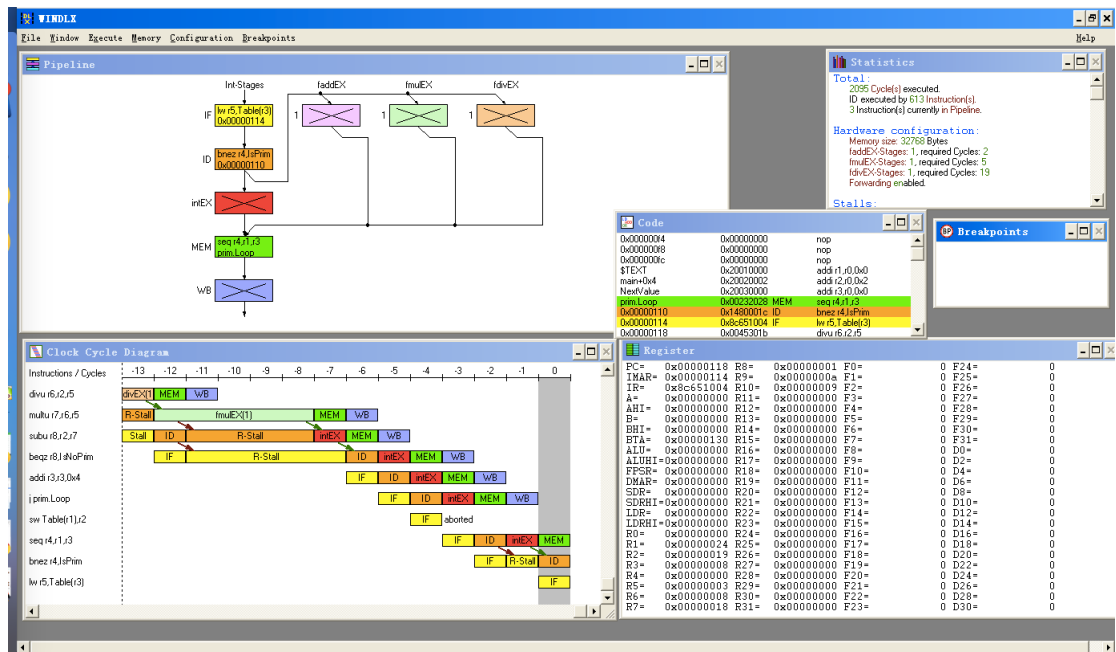 WINDLX
File Window Execute Memory Configuration Breakpoints Help
Pipeline
Int-Stages faddEX fmulEX fdivEX
IF lw r5,Table(r3) 0x00000114
1 1 1
ID bnez r4,IsPrim 0x00000110
intEX
MEM seq r4,r1,r3 prim.Loop
WB
Statistics
Total:
2095 Cycle(s) executed.
ID executed by 613 Instruction(s).
3 Instruction(s) currently in Pipeline.
Hardware configuration:
Memory size: 32768 Bytes
faddEX-Stages: 1, required Cycles: 2
fmulEX-Stages: 1, required Cycles: 5
fdivEX-Stages: 1, required Cycles: 19
Forwarding enabled.
Stalls:
Code
0x000000f4 0x00000000 nop
0x000000f8 0x00000000 nop
0x000000fc 0x00000000 nop
$TEXT 0x20010000 addi r1,r0,0x0
main+0x4 0x20020002 addi r2,r0,0x2
NextValue 0x20030000 addi r3,r0,0x0
prim.Loop 0x00232028 MEM seq r4,r1,r3
0x00000110 0x1480001c ID bnez r4,IsPrim
0x00000114 0x8c651004 IF lw r5,Table(r3)
0x00000118 0x0045301b divu r6,r2,r5
BP Breakpoints
Clock Cycle Diagram
Instructions / Cycles -13 -12 -11 -10 -9 -8 -7 -6 -5 -4 -3 -2 -1 0
divu r6,r2,r5 divEX(1 MEM WB
multu r7,r6,r5 R-Stall fmulEX(1) MEM WB
subu r8,r2,r7 Stall ID R-Stall intEX MEM WB
beqz r8,IsNoPrim IF R-Stall ID intEX MEM WB
addi r3,r3,0x4 IF ID intEX MEM WB
j prim.Loop IF ID intEX MEM WB
sw Table(r1),r2 IF aborted
seq r4,r1,r3 IF ID intEX MEM
bnez r4,IsPrim IF R-Stall ID
lw r5,Table(r3) IF
Register
PC= 0x00000118 R8= 0x00000001 F0= 0 F24= 0
IMAR= 0x00000114 R9= 0x0000000a F1= 0 F25= 0
IR= 0x8c651004 R10= 0x00000009 F2= 0 F26= 0
A= 0x00000000 R11= 0x00000000 F3= 0 F27= 0
AHI= 0x00000000 R12= 0x00000000 F4= 0 F28= 0
B= 0x00000000 R13= 0x00000000 F5= 0 F29= 0
BHI= 0x00000000 R14= 0x00000000 F6= 0 F30= 0
BTA= 0x00000130 R15= 0x00000000 F7= 0 F31= 0
ALU= 0x00000000 R16= 0x00000000 F8= 0 D0= 0
ALUHI=0x00000000 R17= 0x00000000 F9= 0 D2= 0
FPSR= 0x00000000 R18= 0x00000000 F10= 0 D4= 0
DMAR= 0x00000000 R19= 0x00000000 F11= 0 D6= 0
SDR= 0x00000000 R20= 0x00000000 F12= 0 D8= 0
SDRHI=0x00000000 R21= 0x00000000 F13= 0 D10= 0
LDR= 0x00000000 R22= 0x00000000 F14= 0 D12= 0
LDRHI=0x00000000 R23= 0x00000000 F15= 0 D14= 0
R0= 0x00000000 R24= 0x00000000 F16= 0 D16= 0
R1= 0x00000024 R25= 0x00000000 F17= 0 D18= 0
R2= 0x00000019 R26= 0x00000000 F18= 0 D20= 0
R3= 0x00000008 R27= 0x00000000 F19= 0 D22= 0
R4= 0x00000000 R28= 0x00000000 F20= 0 D24= 0
R5= 0x00000003 R29= 0x00000000 F21= 0 D26= 0
R6= 0x00000008 R30= 0x00000000 F22= 0 D28= 0
R7= 0x00000018 R31= 0x00000000 F23= 0 D30= 0